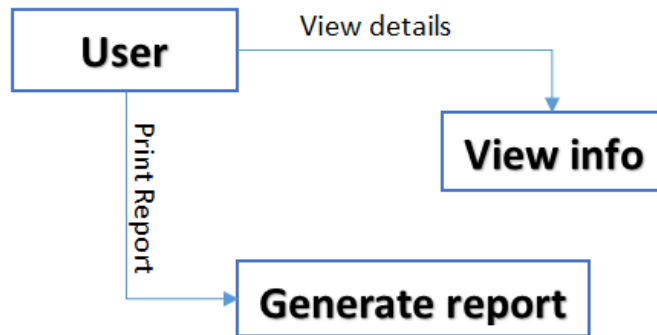 User
View details
View info
Print Report
Generate report